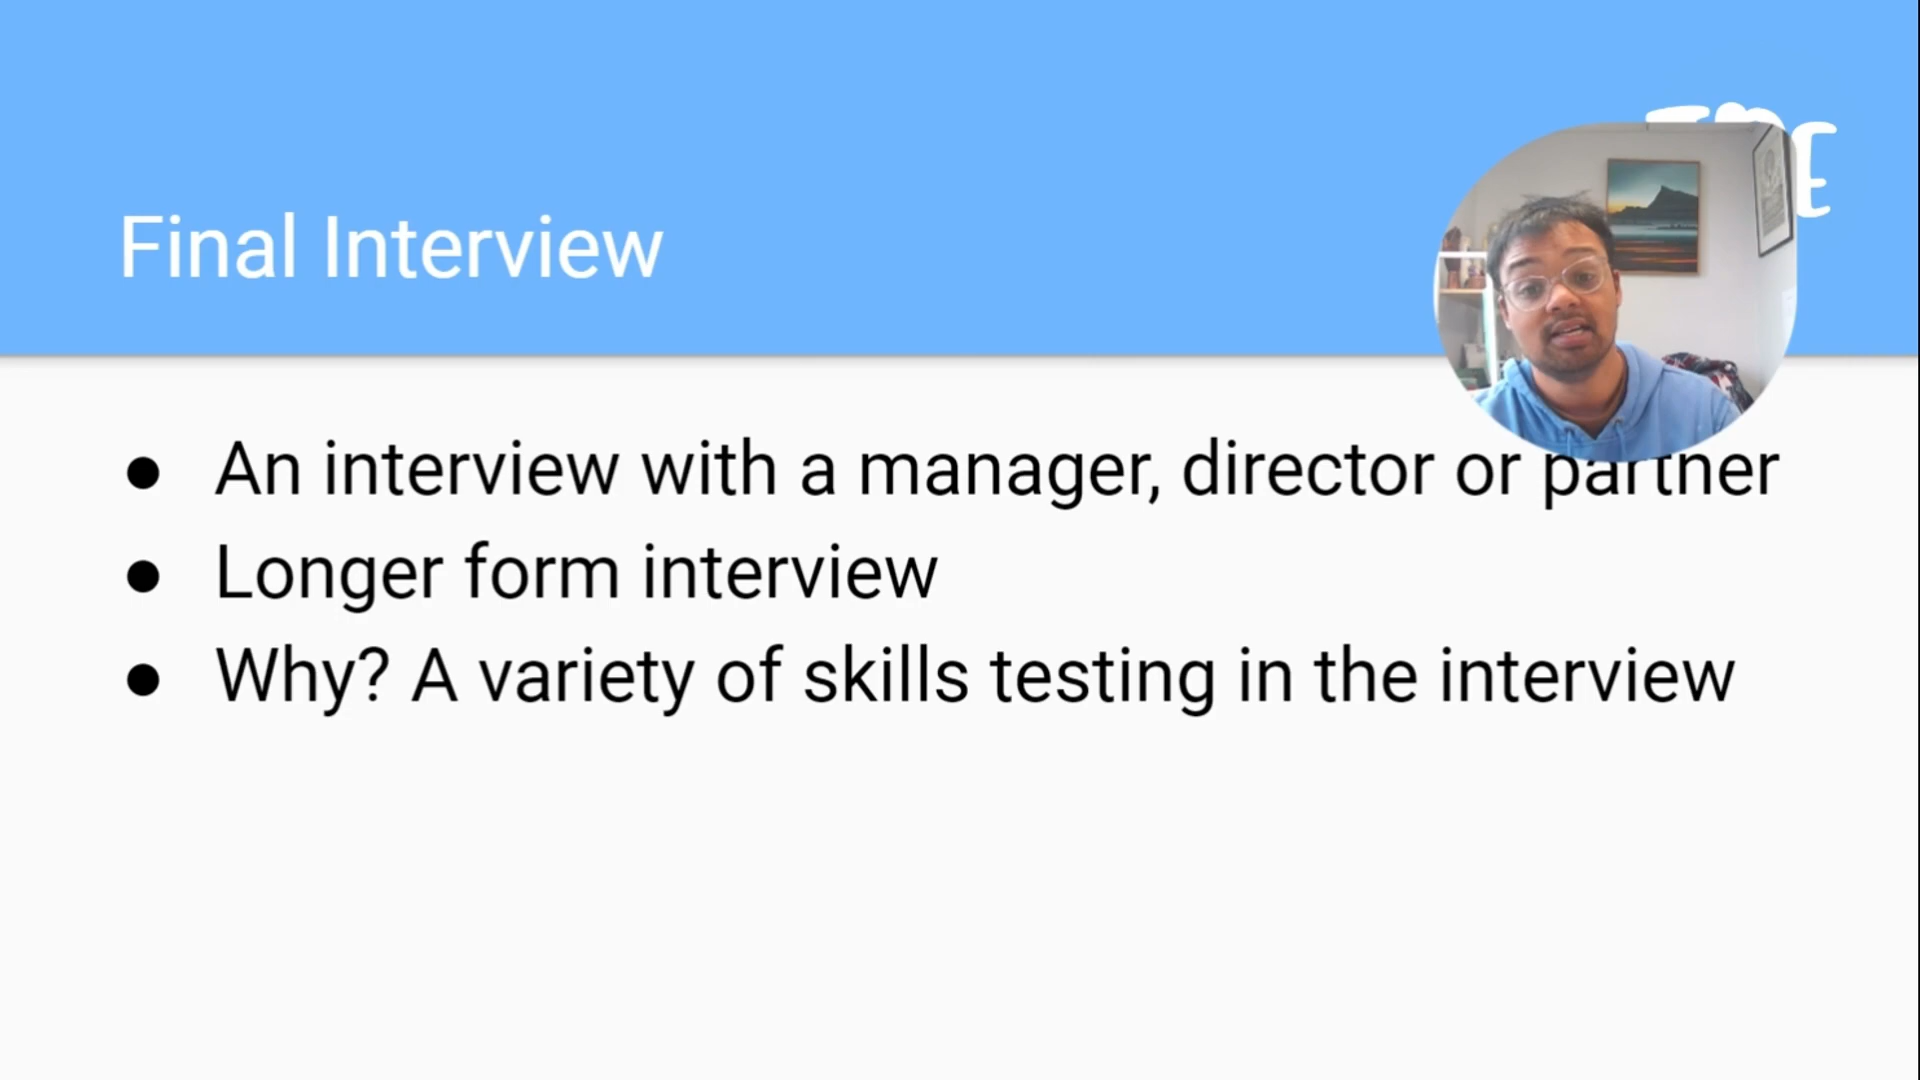 Final Interview
● An interview with a manager, director or partner
● Longer form interview
● Why? A variety of skills testing in the interview